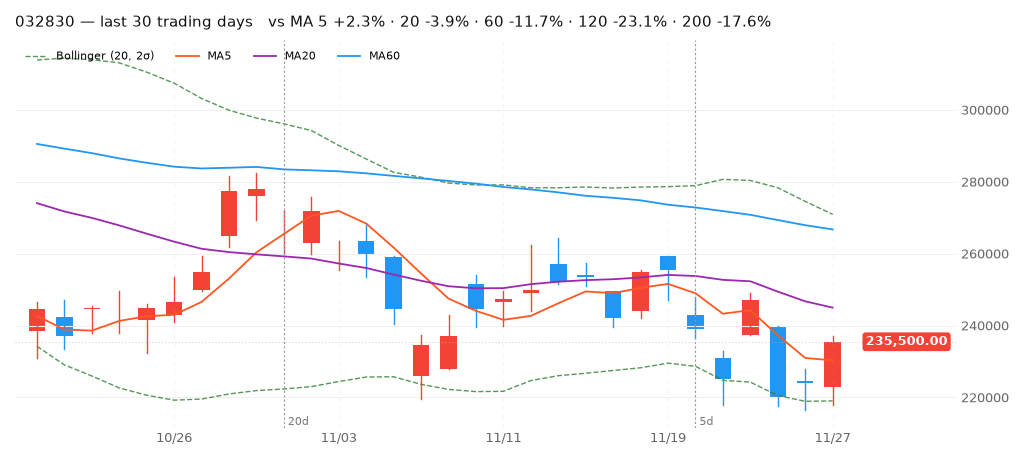 032830 — last 30 trading days   vs MA 5 +2.3% · 20 -3.9% · 60 -11.7% · 120 -23.1% · 200 -17.6%
Bollinger (20, 2σ)   MA5   MA20   MA60
300000
280000
260000
240000
235,500.00
220000
20d
5d
10/26   11/03   11/11   11/19   11/27